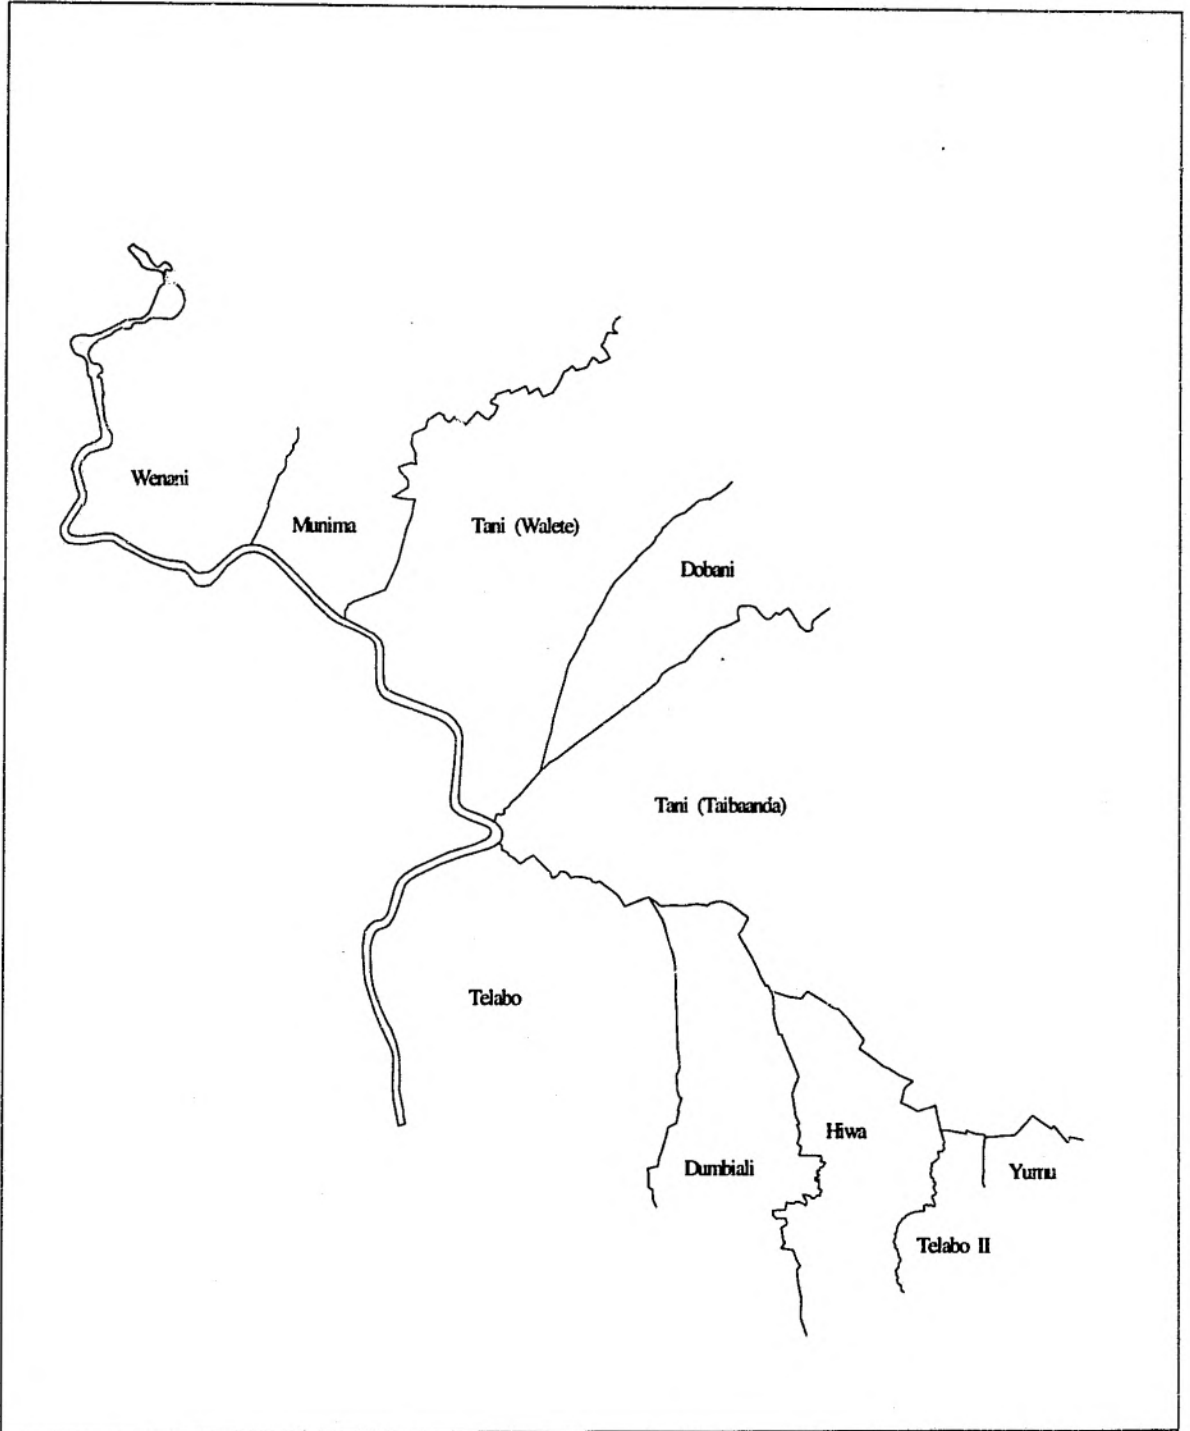 Wenani
Munima
Tani (Walete)
Dobani
Tani (Taibaanda)
Telabo
Hiwa
Dumbiali
Yumu
Telabo II